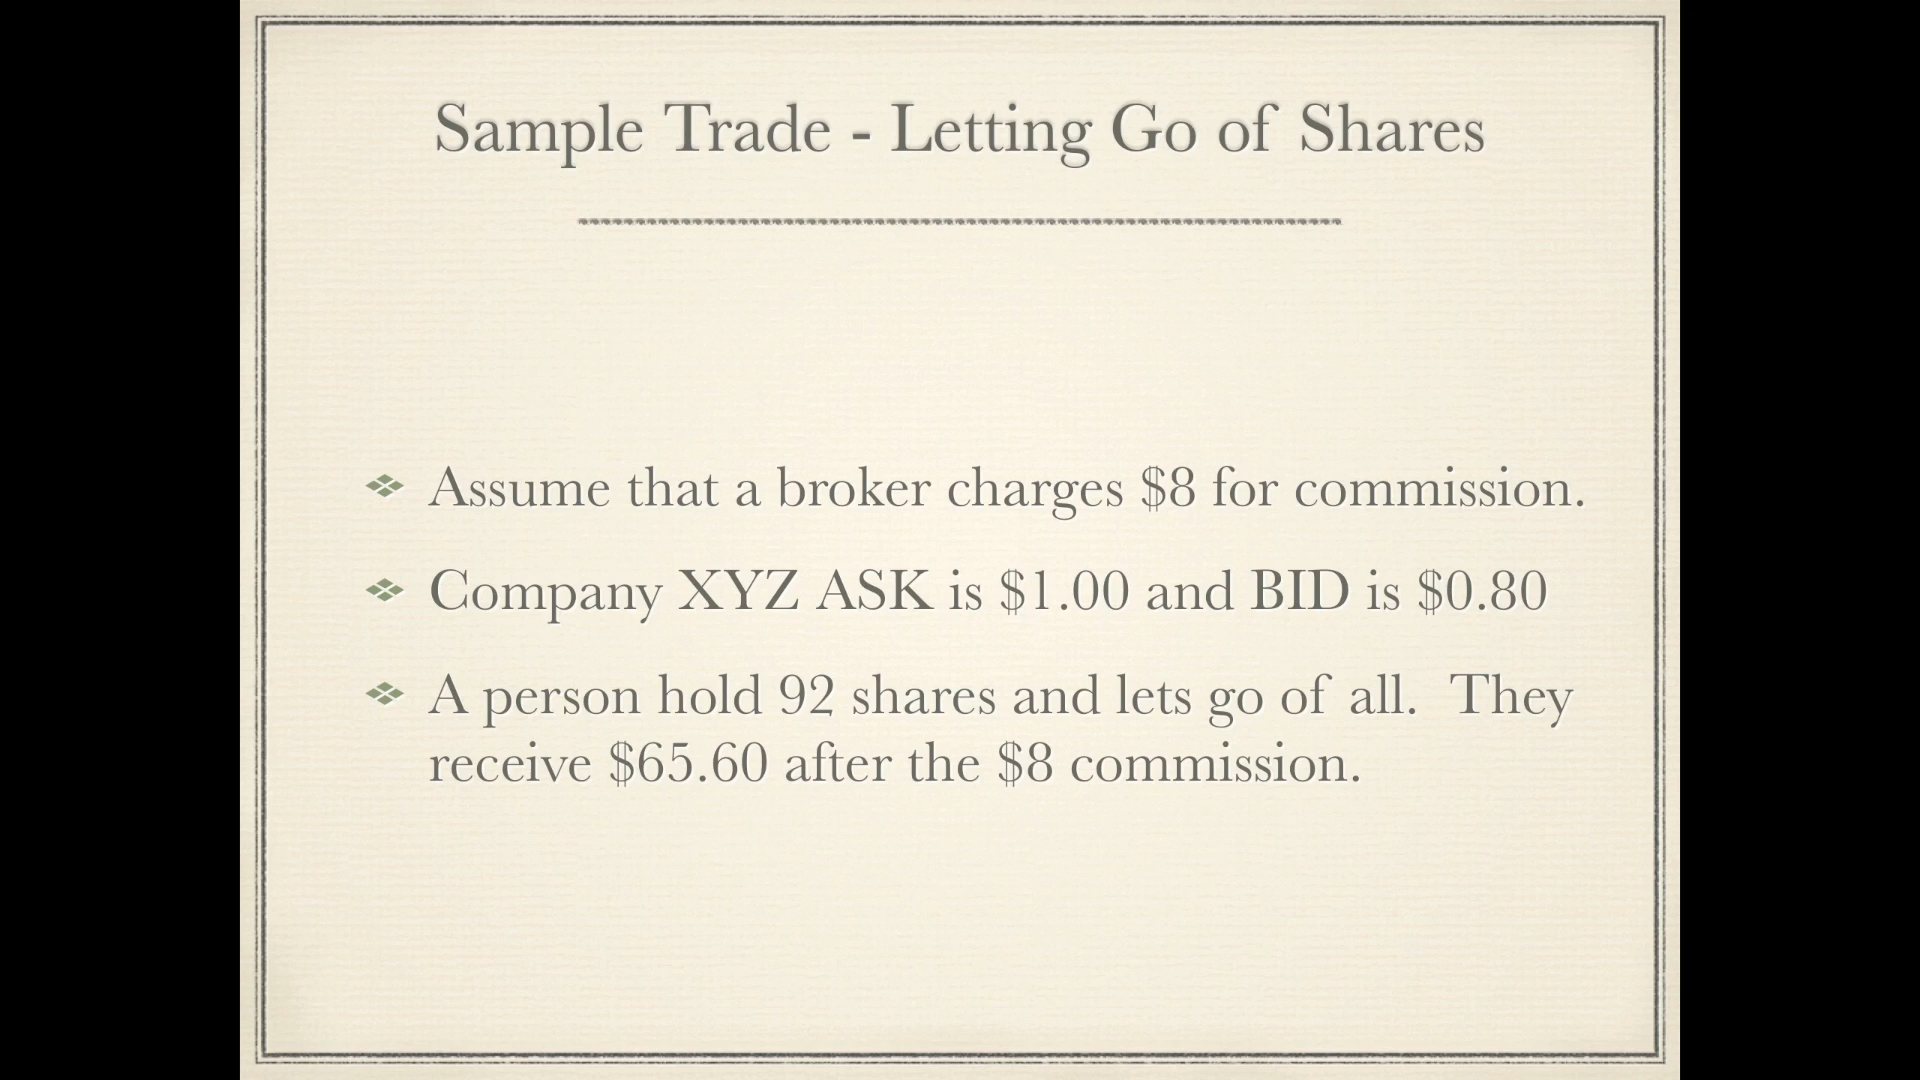 Sample Trade - Letting Go of Shares
Assume that a broker charges $8 for commission.
Company XYZ ASK is $1.00 and BID is $0.80
A person hold 92 shares and lets go of all. They
receive $65.60 after the $8 commission.